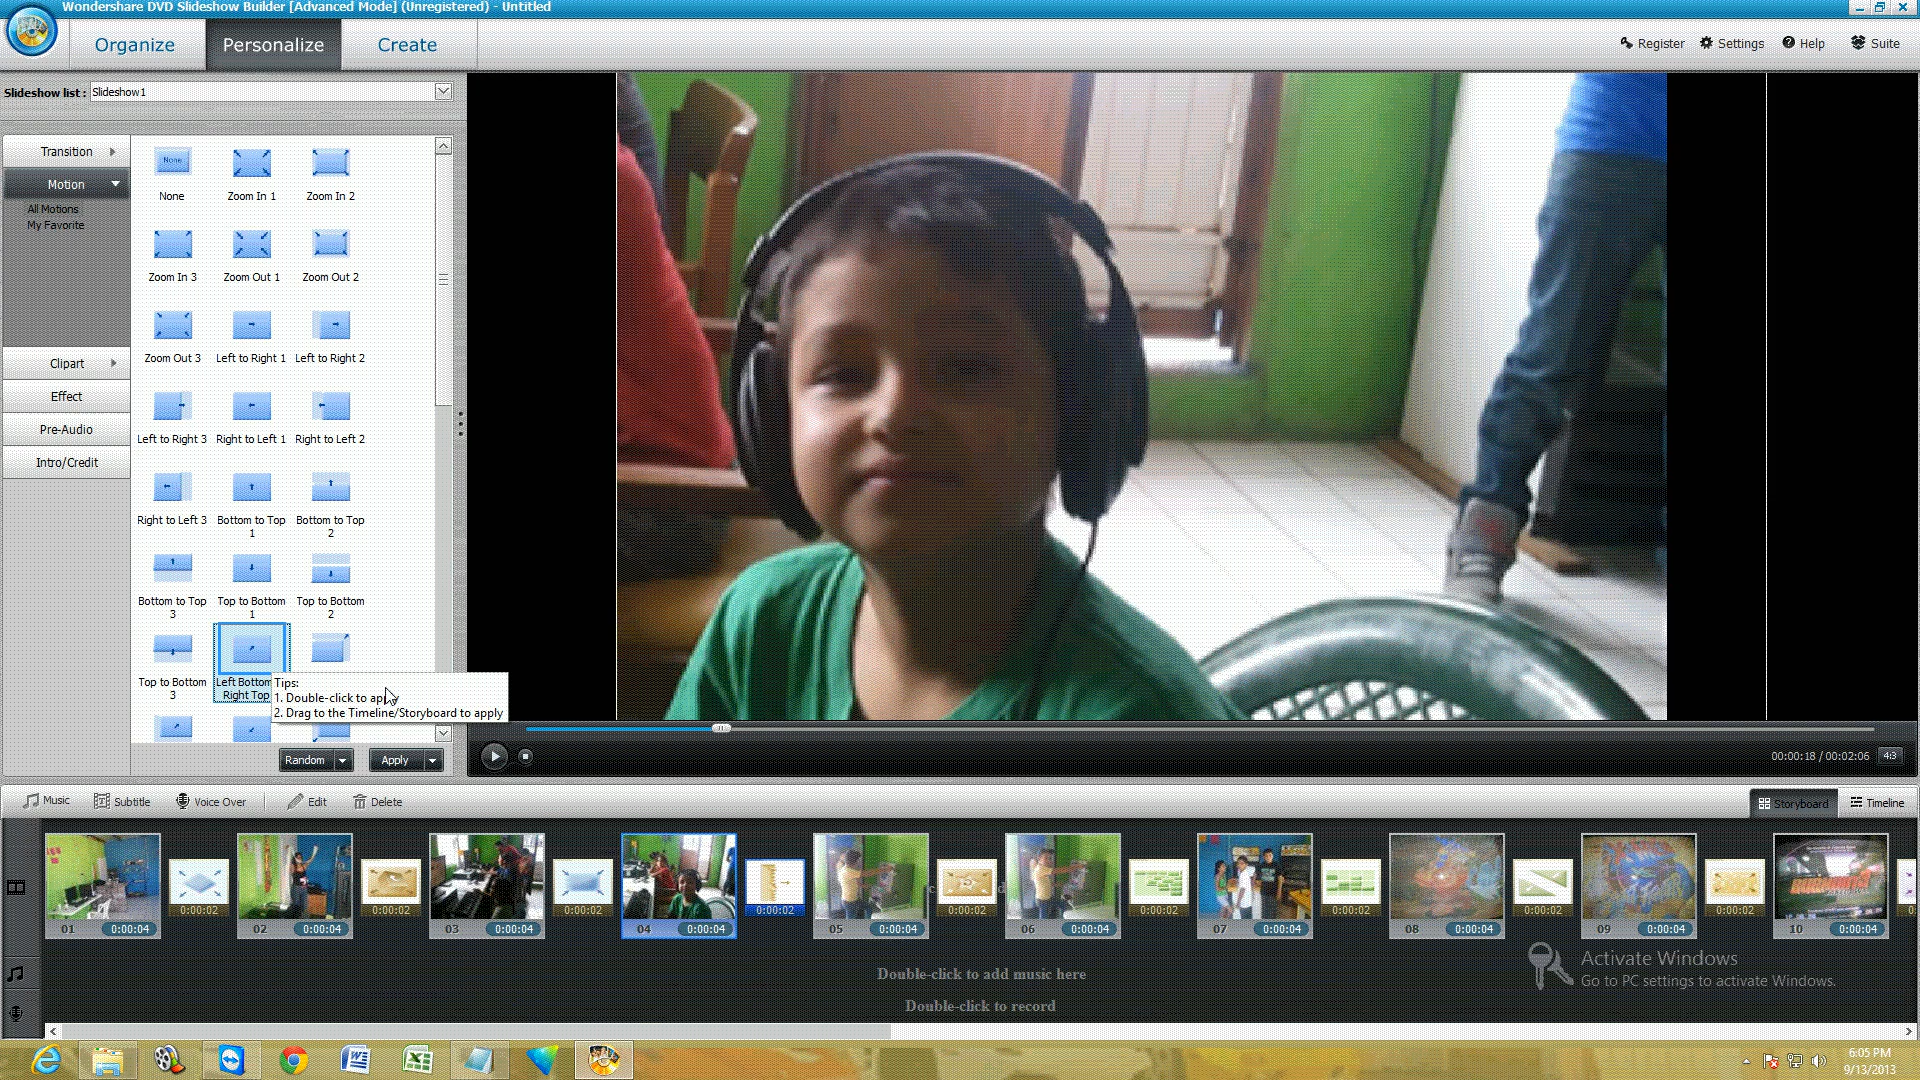 Wondershare DVD Slideshow Builder [Advanced Mode] (Unregistered) - Untitled
Organize
Personalize
Create
Register
Settings
Help
Suite
Slideshow list :
Slideshow1
Transition
Motion
All Motions
My Favorite
Clipart
Effect
Pre-Audio
Intro/Credit
None
None
Zoom In 1
Zoom In 2
Zoom In 3
Zoom Out 1
Zoom Out 2
Zoom Out 3
Left to Right 1
Left to Right 2
Left to Right 3
Right to Left 1
Right to Left 2
Right to Left 3
Bottom to Top
1
Bottom to Top
2
Bottom to Top
3
Top to Bottom
1
Top to Bottom
2
Top to Bottom
3
Left Bottom
Right Top
Tips:
1. Double-click to apply
2. Drag to the Timeline/Storyboard to apply
Random
Apply
00:00:18 / 00:02:06
4:3
Music
Subtitle
Voice Over
Edit
Delete
Storyboard
Timeline
0:00:02
0:00:02
0:00:02
0:00:02
0:00:02
0:00:02
0:00:02
0:00:02
0:00:02
01 0:00:04
02 0:00:04
03 0:00:04
04 0:00:04
05 0:00:04
06 0:00:04
07 0:00:04
08 0:00:04
09 0:00:04
10 0:00:04
Double-click to add music here
Double-click to record
Activate Windows
Go to PC settings to activate Windows.
6:05 PM
9/13/2013